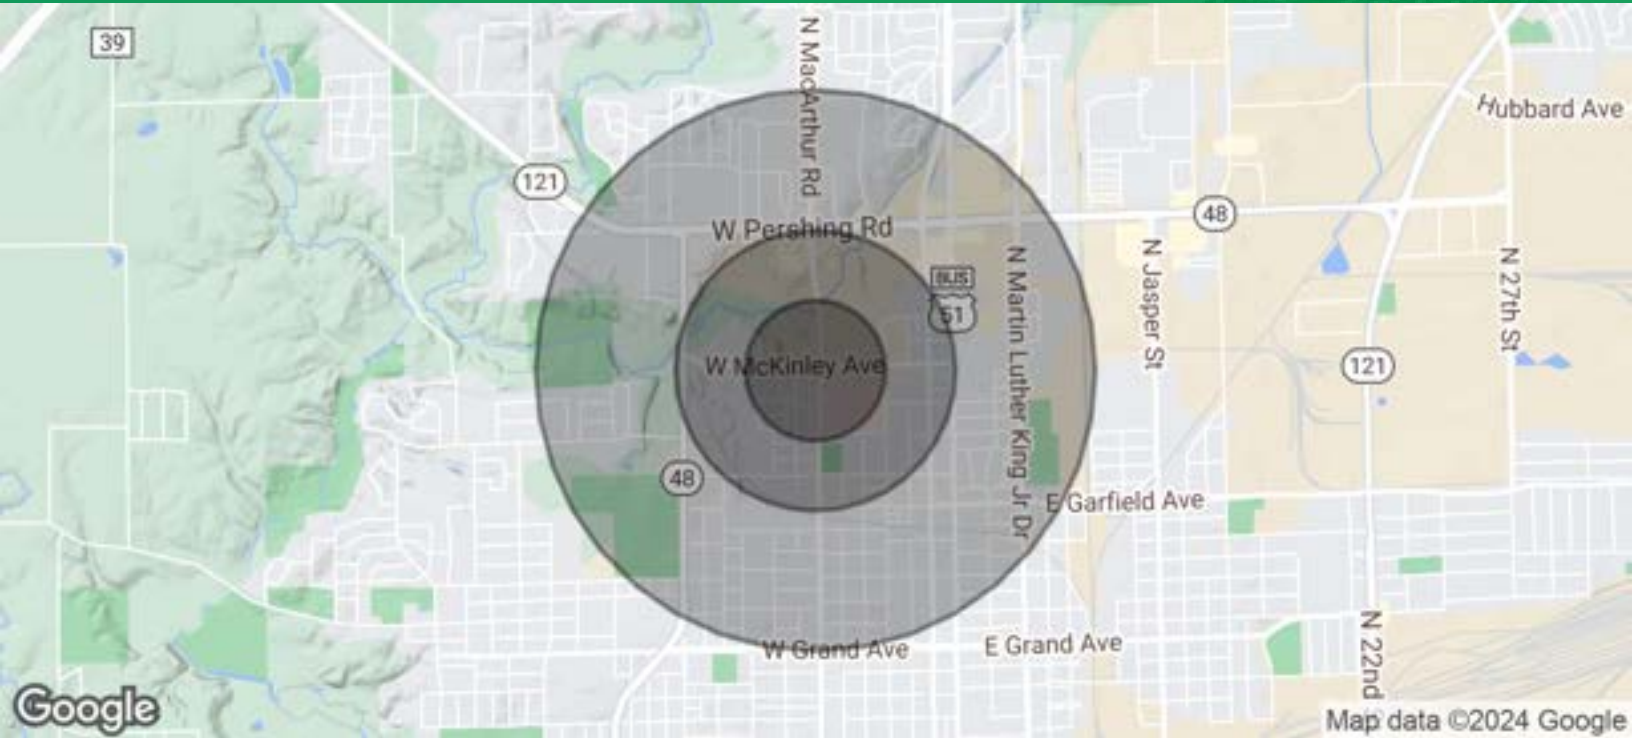 39
N MacArthur Rd
Hubbard Ave
121
48
W Pershing Rd
BUS
51
N Martin Luther King Jr Dr
N Jasper St
N 27th St
W McKinley Ave
121
48
E Garfield Ave
W Grand Ave
E Grand Ave
N 22nd
Google
Map data ©2024 Google